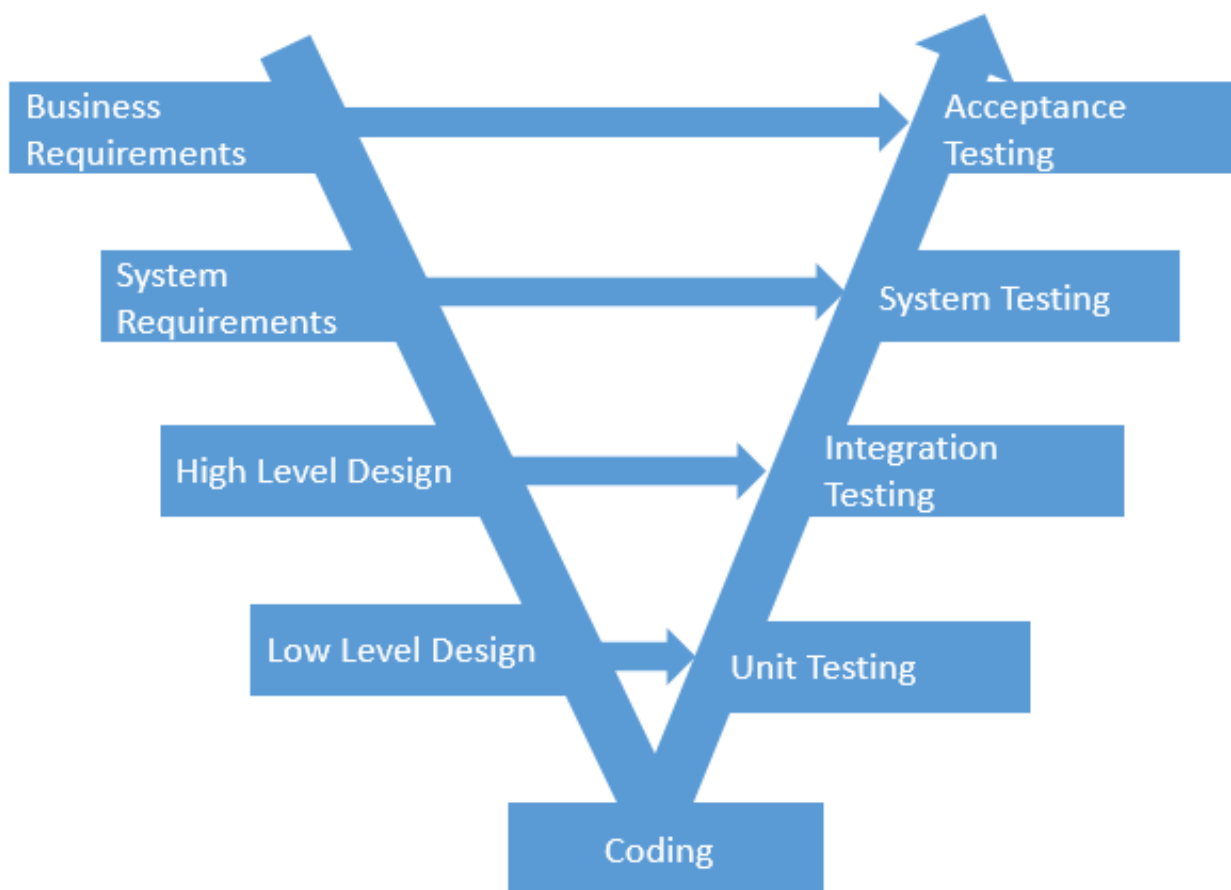 Business
Requirements
Acceptance
Testing
System
Requirements
System Testing
High Level Design
Integration
Testing
Low Level Design
Unit Testing
Coding